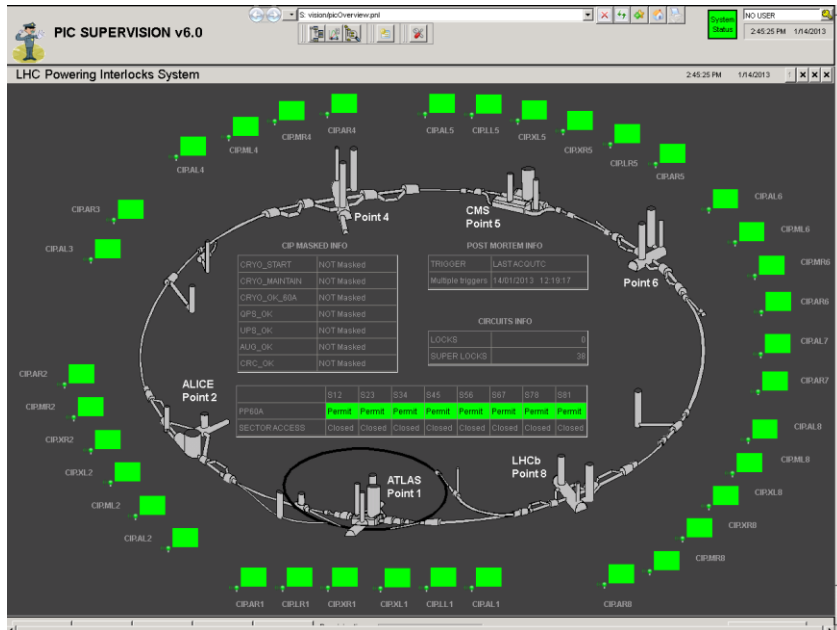 PIC SUPERVISION v6.0
S: vision/picOverview.pnl
System Status
NO USER
2:45:25 PM 1/14/2013
LHC Powering Interlocks System
2:45:25 PM 1/14/2013
CIP.AR4
CIP.MR4
CIP.ML4
CIP.AL4
CIP.AL5
CIP.LL5
CIP.XL5
CIP.XR5
CIP.LR5
CIP.AR5
CIP.AR3
CIP.AL3
CIP.AL6
CIP.ML6
CIP.MR6
CIP.AR6
CIP.AL7
CIP.AR7
Point 4
CMS
Point 5
Point 6
CIP MASKED INFO
CRYO_START NOT Masked
CRYO_MAINTAIN NOT Masked
CRYO_OK_60A NOT Masked
UPS_OK NOT Masked
AUG_OK NOT Masked
CRC_OK NOT Masked
POST MORTEM INFO
TRIGGER LAST ACQUTC
Multiple triggers 14/01/2013 12:19:17
CIRCUITS INFO
LOCKS 0
SUPER LOCKS 38
S12 S23 S34 S45 S56 S67 S78 S81
PP60A Permit Permit Permit Permit Permit Permit Permit Permit
SECTOR ACCESS Closed Closed Closed Closed Closed Closed Closed Closed
ALICE
Point 2
ATLAS
Point 1
LHCb
Point 8
CIP.AR2
CIP.MR2
CIP.XR2
CIP.XL2
CIP.ML2
CIP.AL2
CIP.AL8
CIP.ML8
CIP.XL8
CIP.XR8
CIP.MR8
CIP.AR8
CIP.AR1
CIP.LR1
CIP.XR1
CIP.XL1
CIP.LL1
CIP.AL1